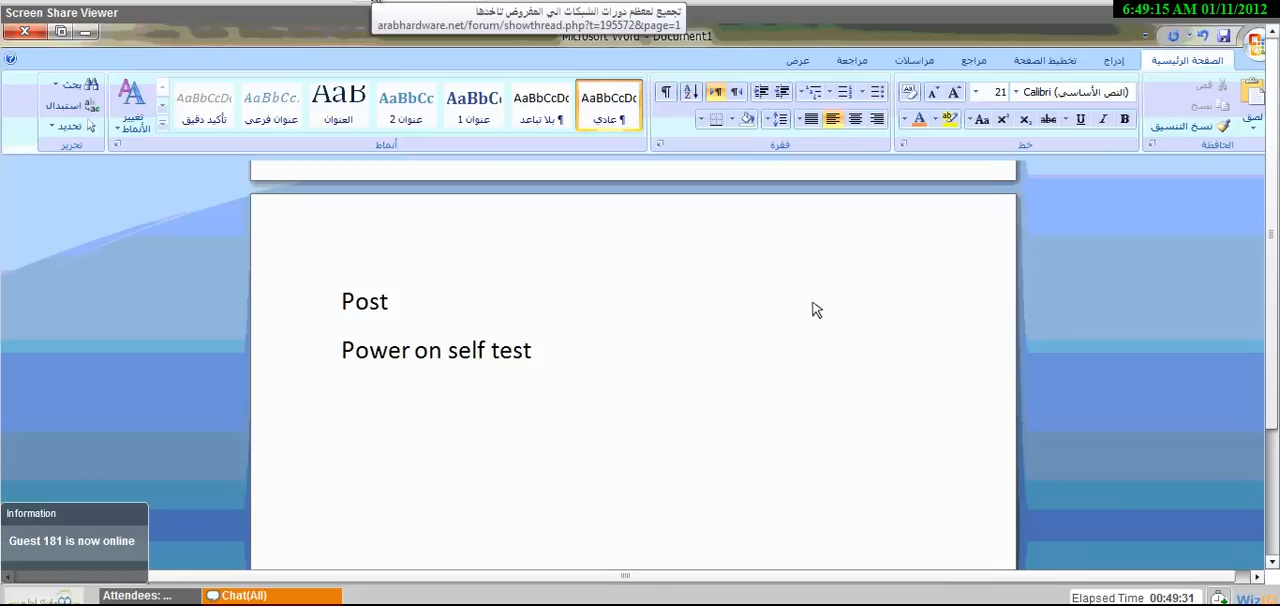 Screen Share Viewer
تجميع لمعظم دورات الشبكات الي المفروض تاخدها
arabhardware.net/forum/showthread.php?t=195572&page=1
6:49:15 AM 01/11/2012
Microsoft Word - Document1
الصفحة الرئيسية
إدراج
تخطيط الصفحة
مراجع
مراسلات
مراجعة
عرض
قص
نسخ
نسخ التنسيق
لصق
الحافظة
(النص الأساسي) Calibri
21
خط
فقرة
AaBbCcDc
¶ عادي
AaBbCcDc
¶ بلا تباعد
AaBbCc
عنوان 1
AaBbCc
عنوان 2
AaB
العنوان
AaBbCc.
عنوان فرعي
AaBbCcDc
تأكيد دقيق
تغيير
الأنماط
أنماط
بحث
استبدال
تحديد
تحرير
Post
Power on self test
Information
Guest 181 is now online
Attendees: ...
Chat(All)
Elapsed Time 00:49:31
WizIQ